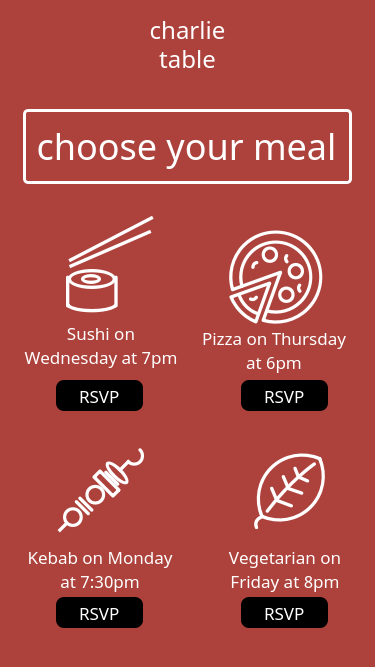 charlie
table
choose your meal
Sushi on
Wednesday at 7pm
RSVP
Pizza on Thursday
at 6pm
RSVP
Kebab on Monday
at 7:30pm
RSVP
Vegetarian on
Friday at 8pm
RSVP